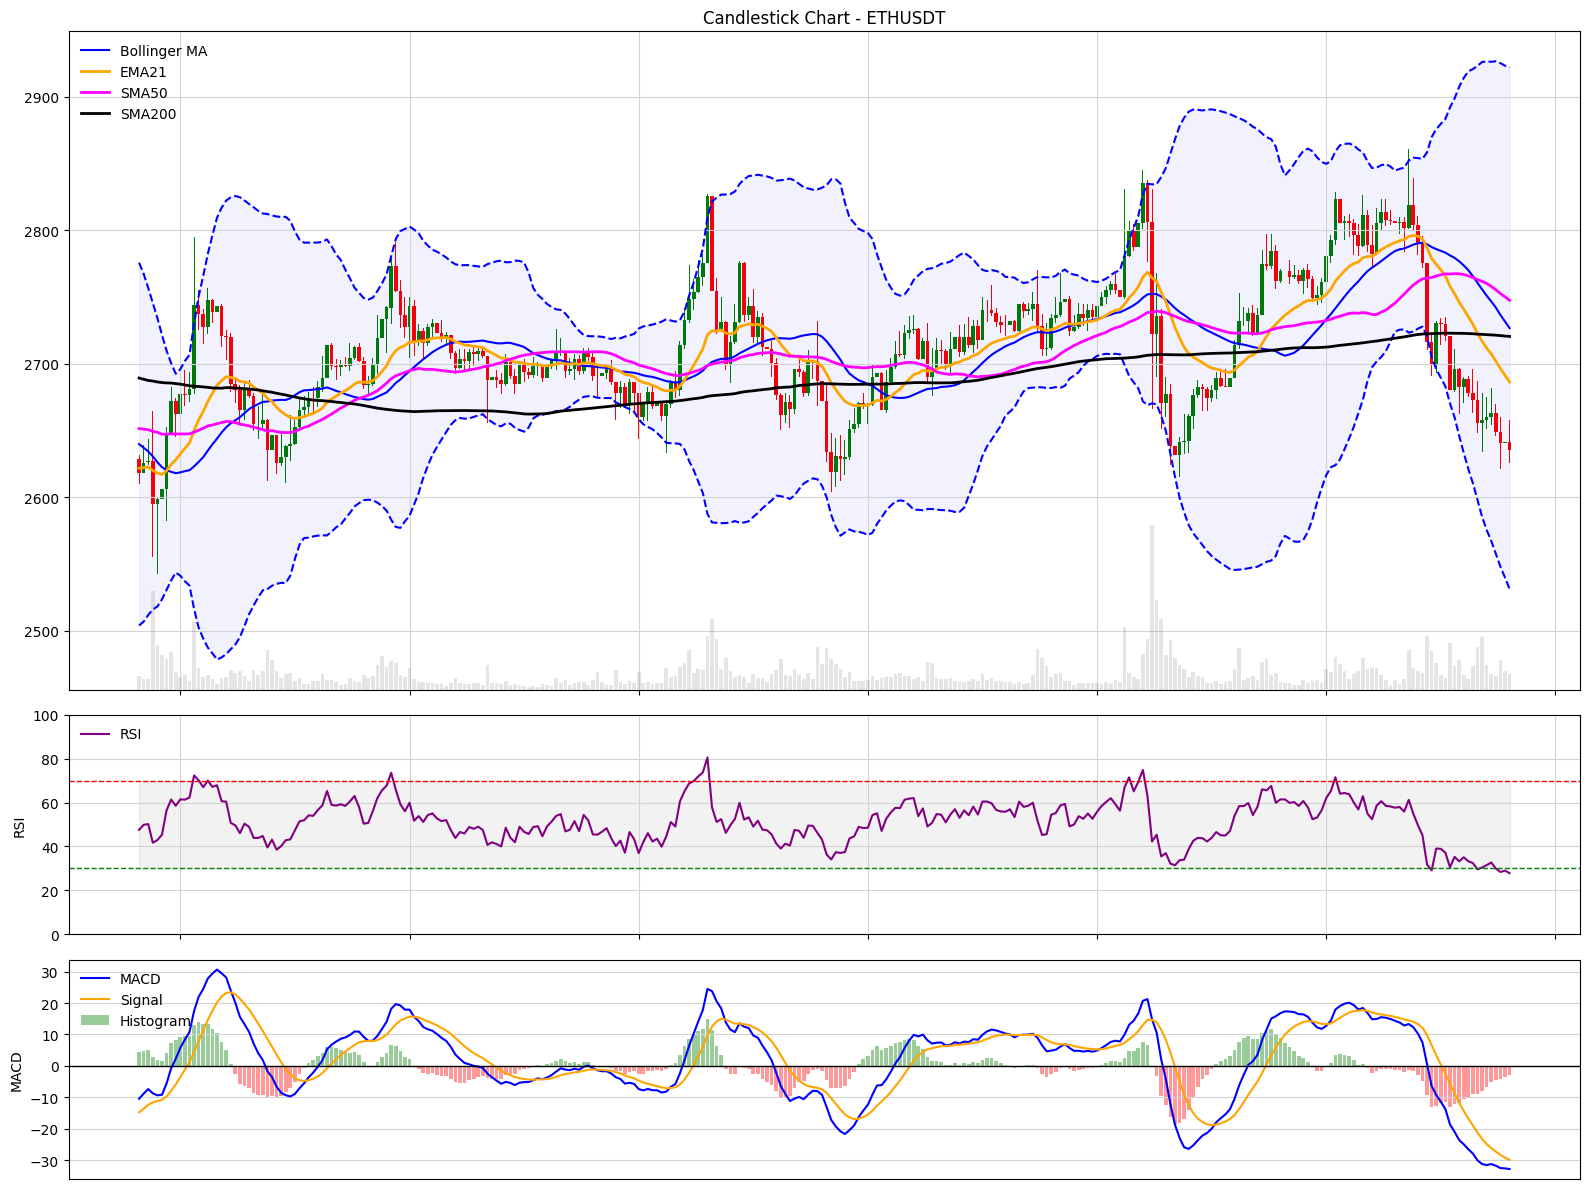 Candlestick Chart - ETHUSDT
Bollinger MA
EMA21
SMA50
SMA200
2900
2800
2700
2600
2500
RSI
100
80
60
40
20
0
RSI
MACD
Signal
Histogram
30
20
10
0
−10
−20
−30
MACD